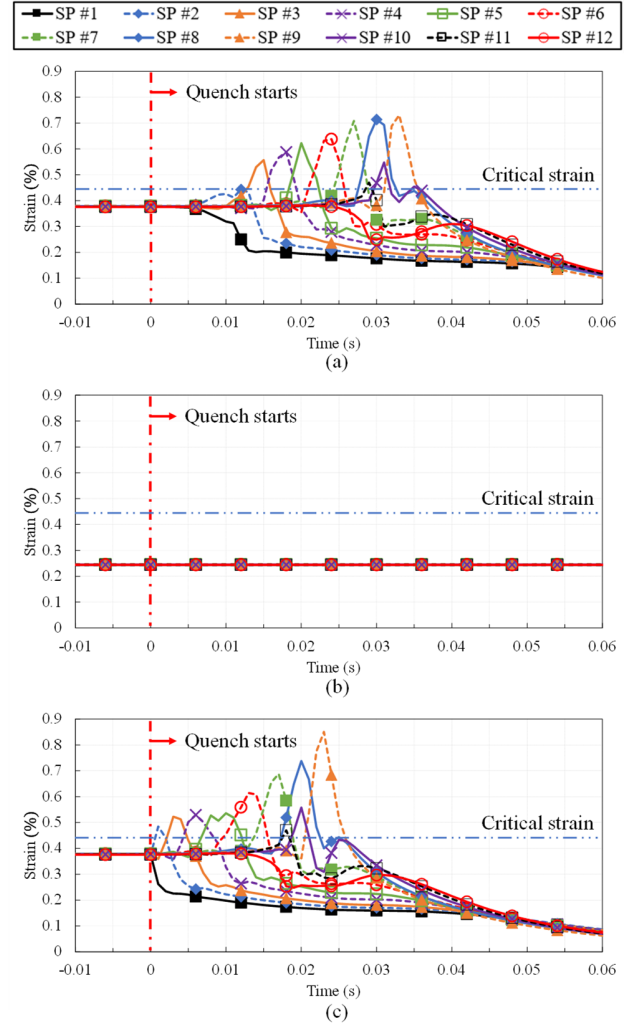 SP #1 SP #2 SP #3 SP #4 SP #5 SP #6
SP #7 SP #8 SP #9 SP #10 SP #11 SP #12
0.9
0.8
0.7
0.6
0.5
0.4
0.3
0.2
0.1
0
Strain (%)
Quench starts
Critical strain
-0.01 0 0.01 0.02 0.03 0.04 0.05 0.06
Time (s)
(a)
0.9
0.8
0.7
0.6
0.5
0.4
0.3
0.2
0.1
0
Strain (%)
Quench starts
Critical strain
-0.01 0 0.01 0.02 0.03 0.04 0.05 0.06
Time (s)
(b)
0.9
0.8
0.7
0.6
0.5
0.4
0.3
0.2
0.1
0
Strain (%)
Quench starts
Critical strain
-0.01 0 0.01 0.02 0.03 0.04 0.05 0.06
Time (s)
(c)